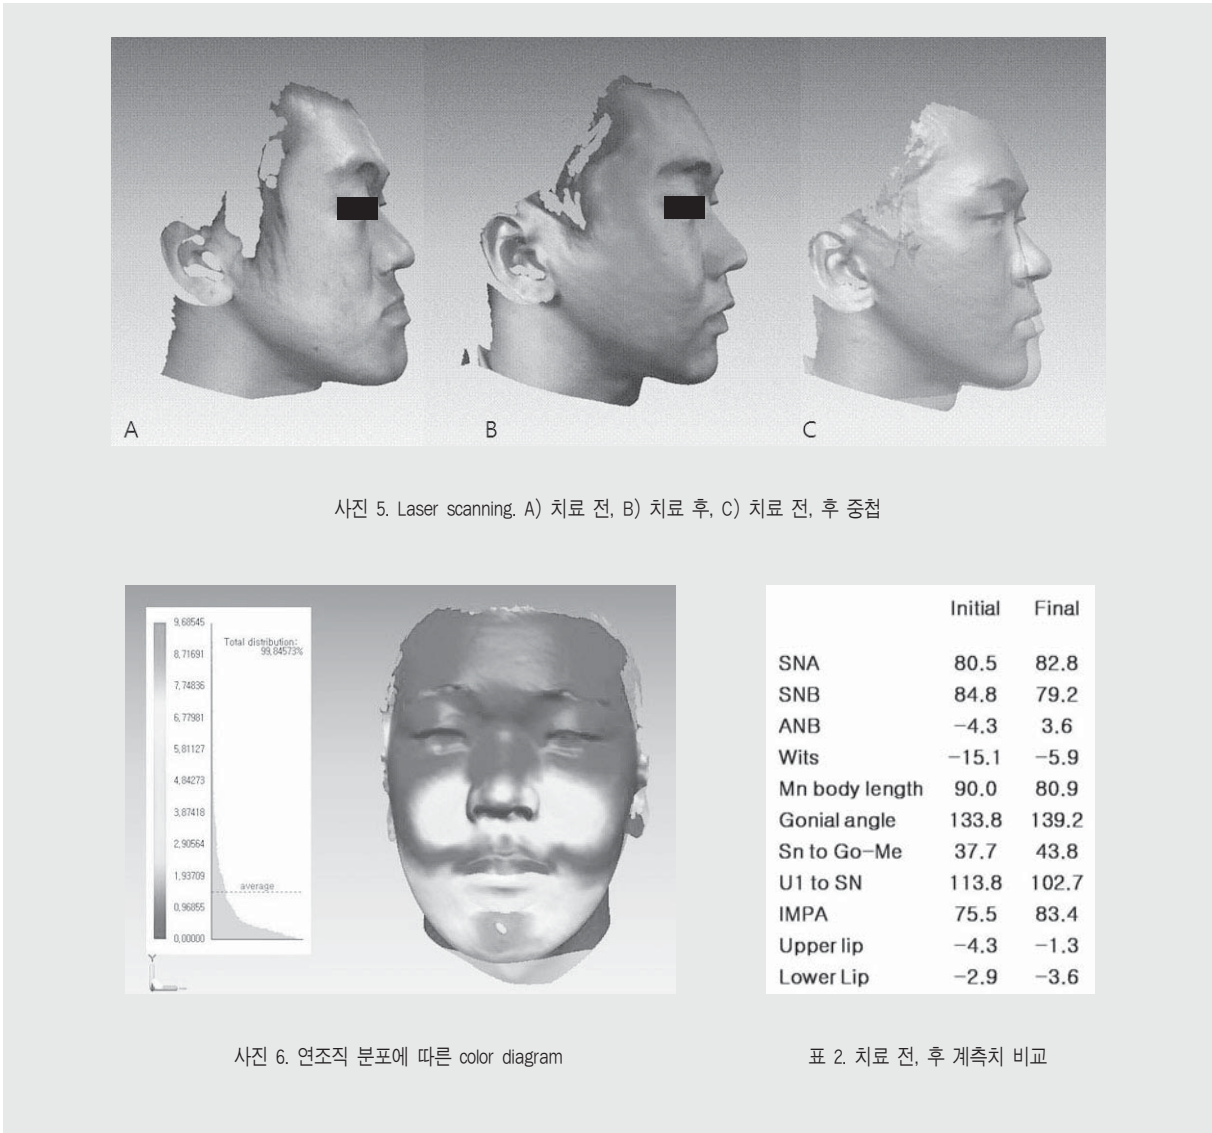 A
B
C
사진 5. Laser scanning. A) 치료 전, B) 치료 후, C) 치료 전, 후 중첩
9,68545
8,71691
7,74836
6,77981
5,81127
4,84273
3,87418
2,90564
1,93709
0,96855
0,00000
Total distribution:
99,84573%
average
Y
사진 6. 연조직 분포에 따른 color diagram
Initial Final
SNA 80.5 82.8
SNB 84.8 79.2
ANB −4.3 3.6
Wits −15.1 −5.9
Mn body length 90.0 80.9
Gonial angle 133.8 139.2
Sn to Go−Me 37.7 43.8
U1 to SN 113.8 102.7
IMPA 75.5 83.4
Upper lip −4.3 −1.3
Lower Lip −2.9 −3.6
표 2. 치료 전, 후 계측치 비교